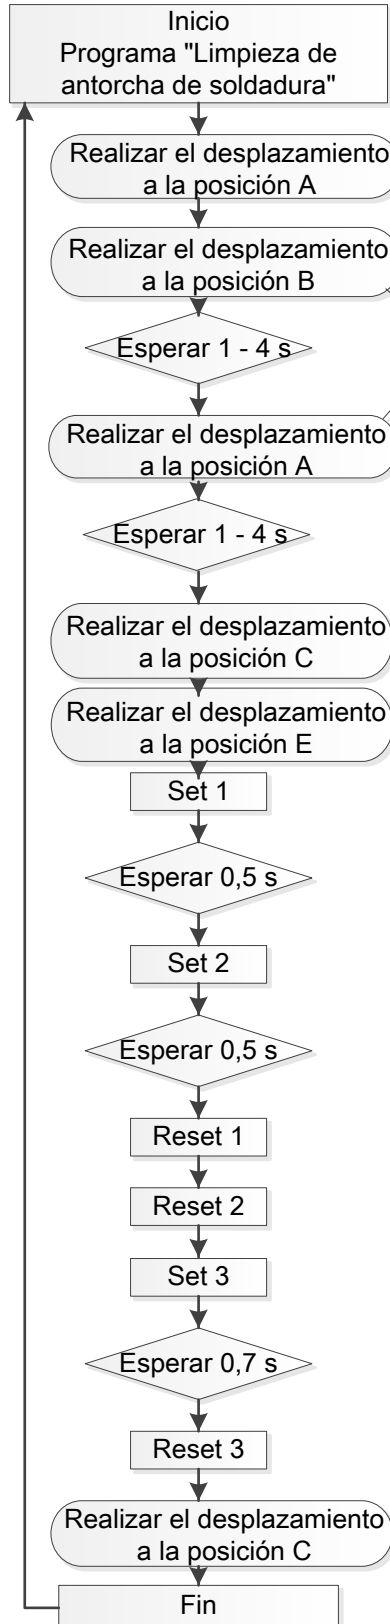 Inicio
Programa "Limpieza de
antorcha de soldadura"
Realizar el desplazamiento
a la posición A
Realizar el desplazamiento
a la posición B
Esperar 1 - 4 s
Realizar el desplazamiento
a la posición A
Esperar 1 - 4 s
Realizar el desplazamiento
a la posición C
Realizar el desplazamiento
a la posición E
Set 1
Esperar 0,5 s
Set 2
Esperar 0,5 s
Reset 1
Reset 2
Set 3
Esperar 0,7 s
Reset 3
Realizar el desplazamiento
a la posición C
Fin